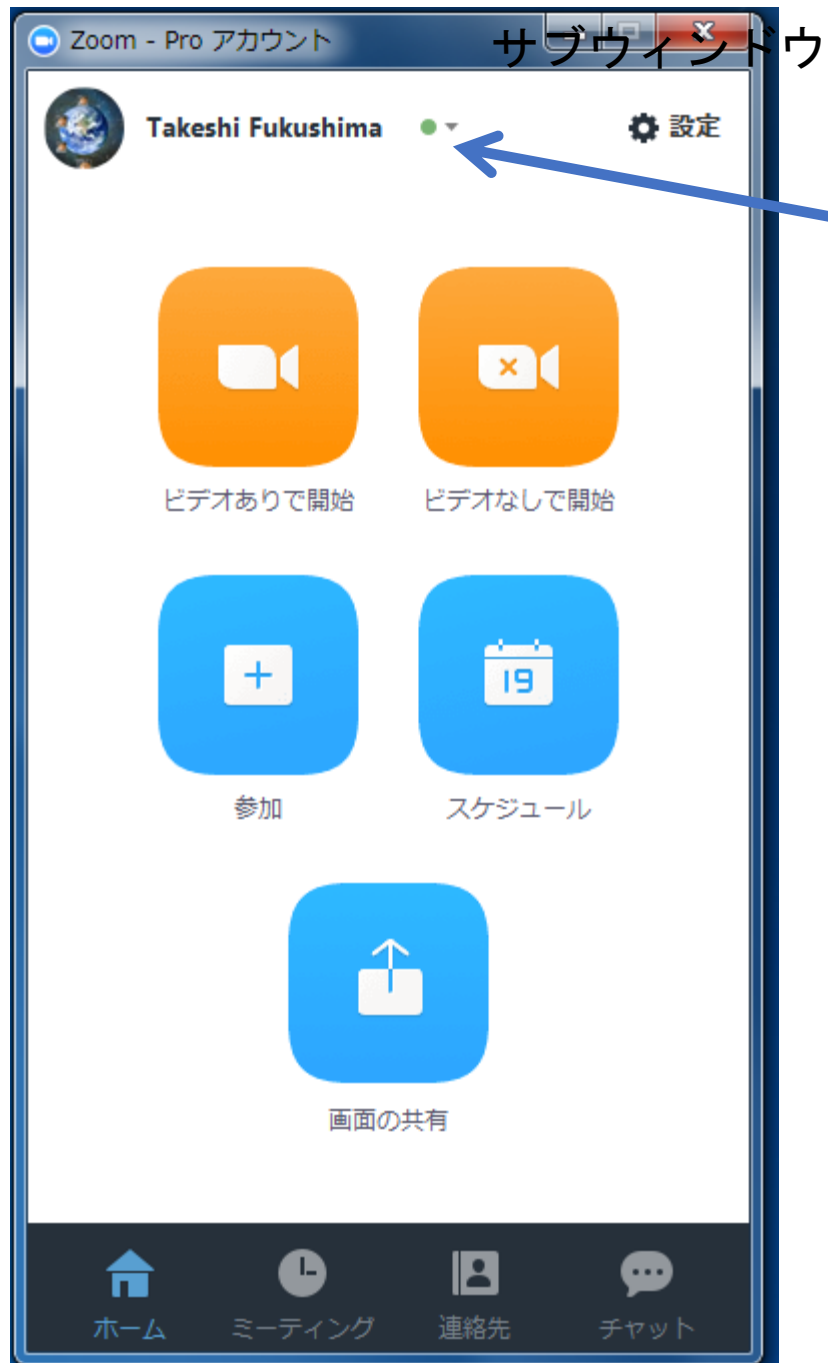 Zoom - Pro アカウント
サブウィンドウ
Takeshi Fukushima
設定
ビデオありで開始
ビデオなしで開始
19
参加
スケジュール
画面の共有
ホーム
ミーティング
連絡先
チャット